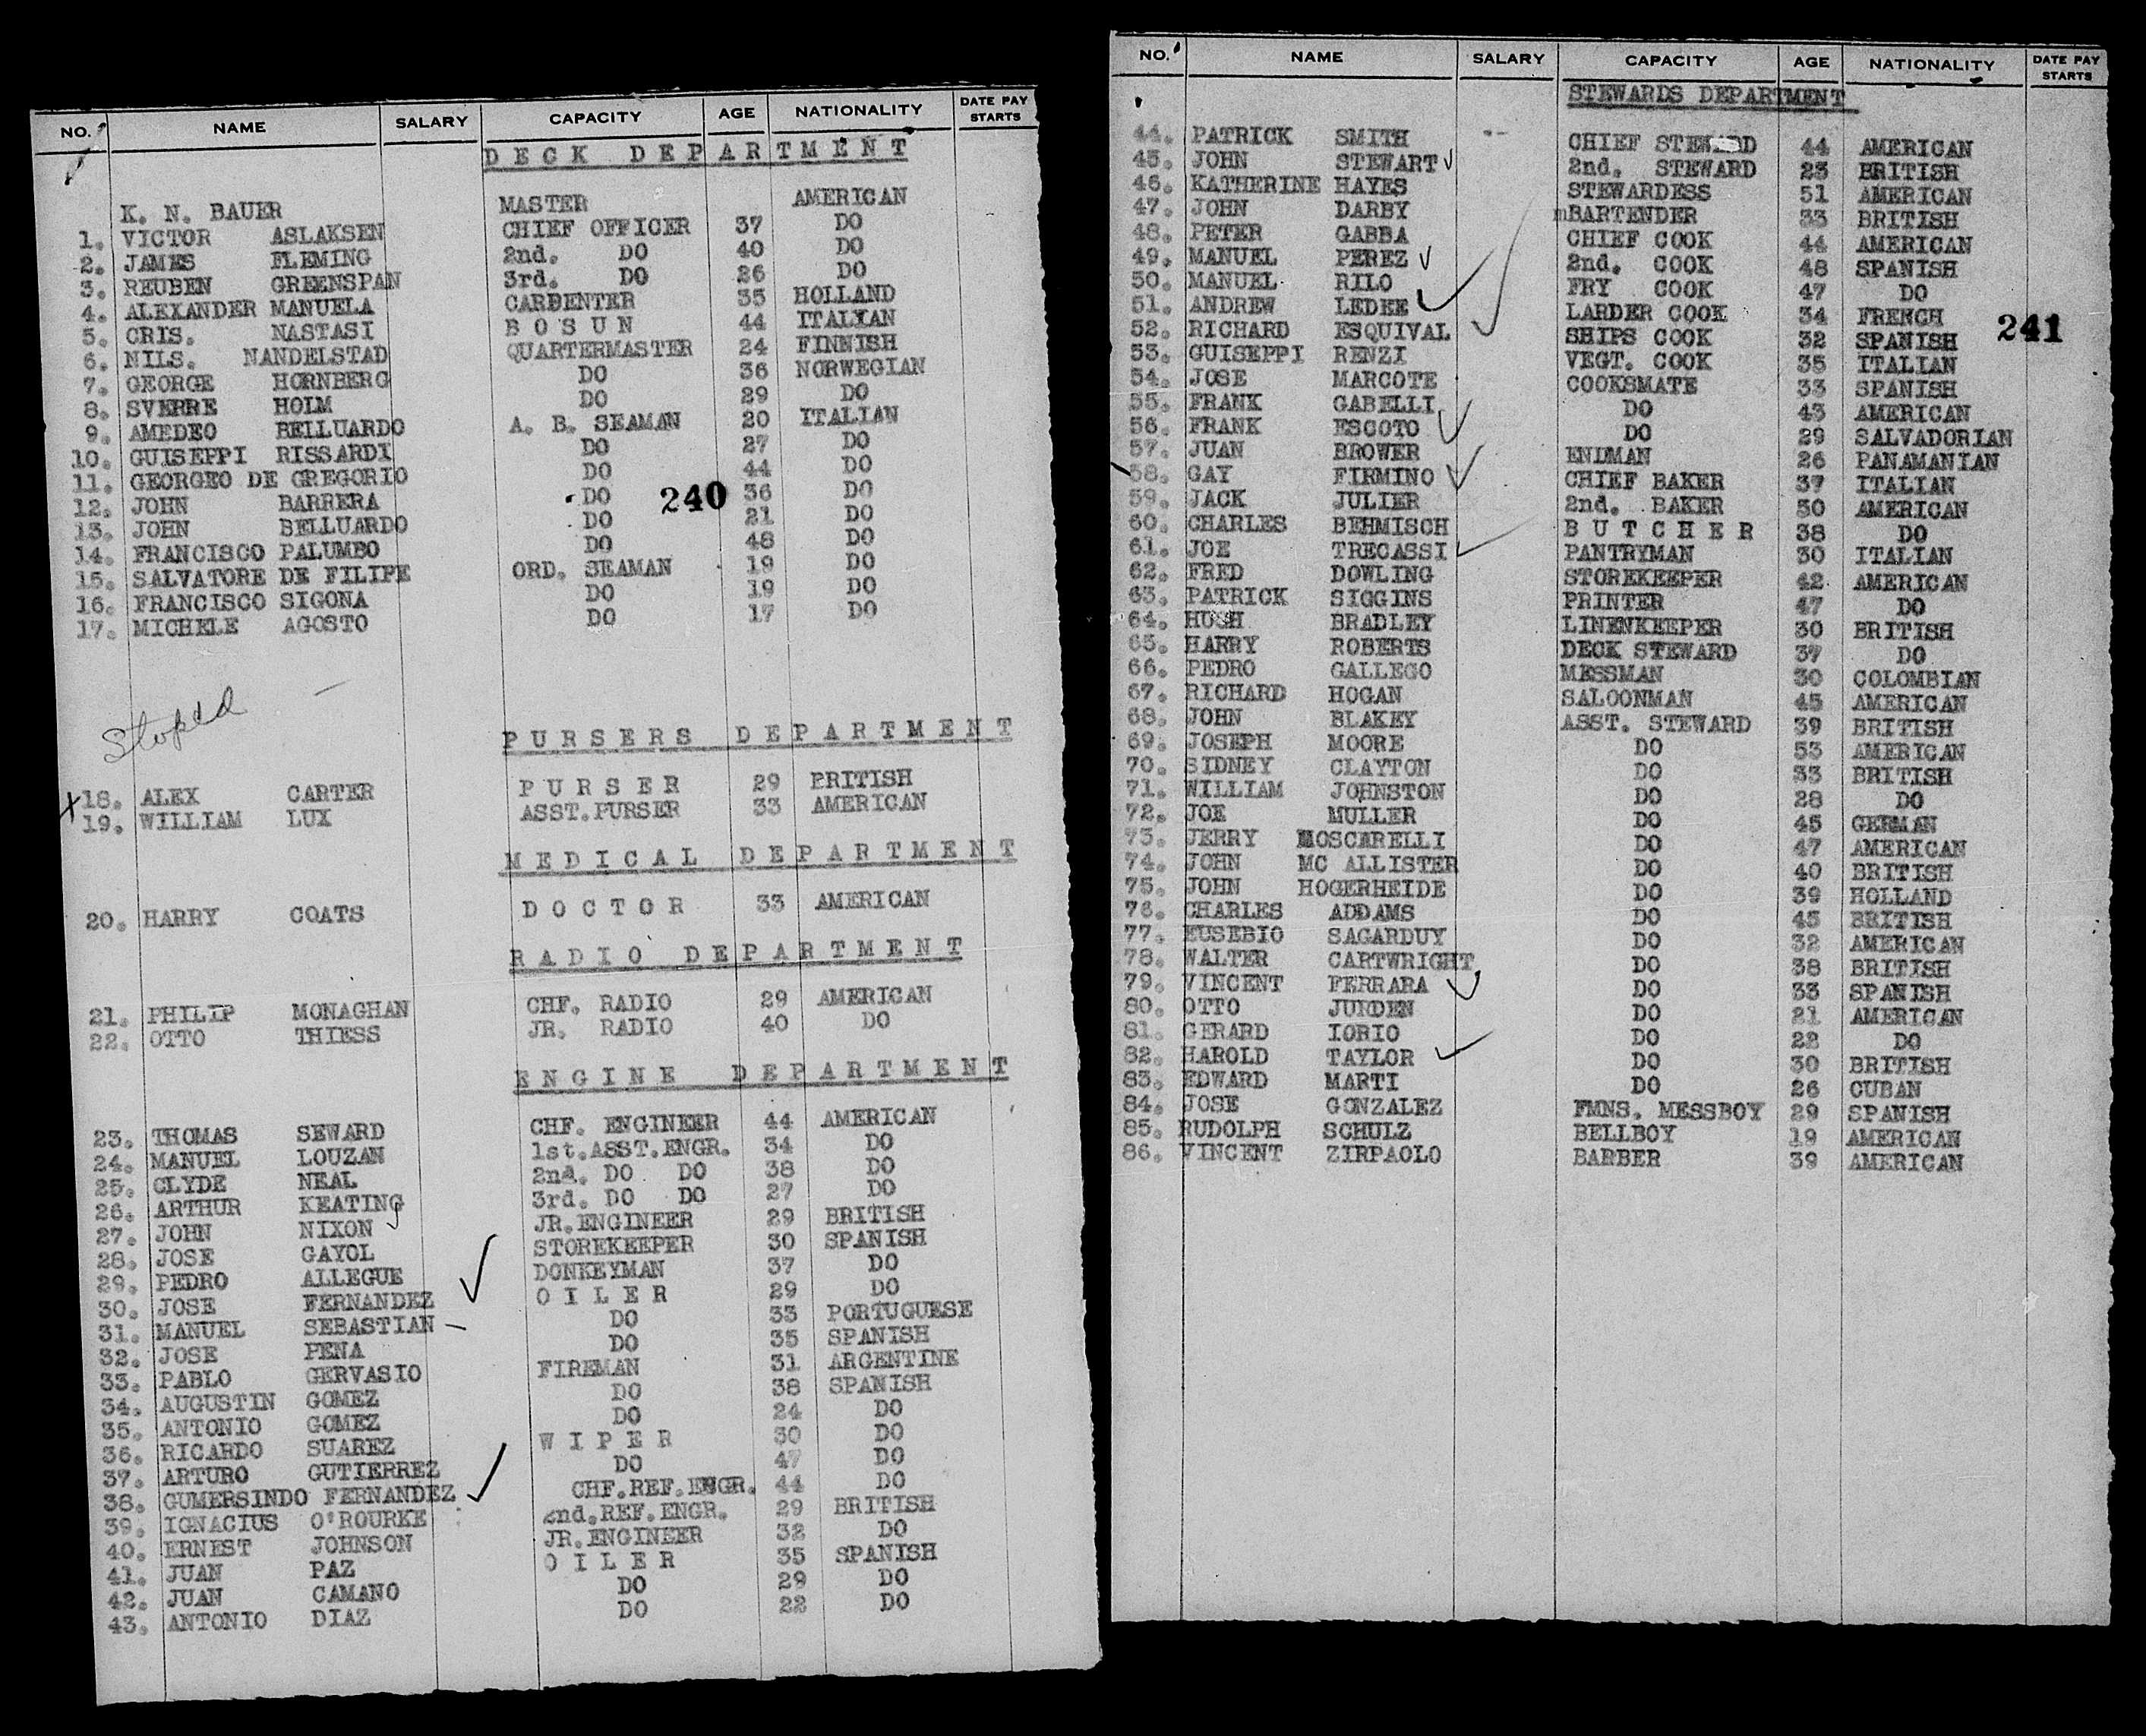 NO. NAME SALARY CAPACITY AGE NATIONALITY DATE PAY STARTS
DECK DEPARTMENT
K. N. BAUER MASTER AMERICAN
1. VICTOR ASLAKSEN CHIEF OFFICER 37 DO
2. JAMES FLEMING 2nd. DO 40 DO
3. REUBEN GREENSPAN 3rd. DO 26 DO
4. ALEXANDER MANUELA CARPENTER 35 HOLLAND
5. CRIS. NASTASI BOSUN 44 ITALIAN
6. NILS. NANDELSTAD QUARTERMASTER 24 FINNISH
7. GEORGE HORNBERG DO 36 NORWEGIAN
8. SVERRE HOLM DO 29 DO
9. AMEDEO BELLUARDO A. B. SEAMAN 20 ITALIAN
10. GUISEPPI RISSARDI DO 27 DO
11. GEORGEO DE GREGORIO DO 44 DO
12. JOHN BARRERA DO 36 DO
240
13. JOHN BELLUARDO DO 21 DO
14. FRANCISCO PALUMBO DO 48 DO
15. SALVATORE DE FILIPE ORD. SEAMAN 19 DO
16. FRANCISCO SIGONA DO 19 DO
17. MICHELE AGOSTO DO 17 DO
Stoped
PURSERS DEPARTMENT
x18. ALEX CARTER PURSER 29 BRITISH
19. WILLIAM LUX ASST.PURSER 33 AMERICAN
MEDICAL DEPARTMENT
20. HARRY COATS DOCTOR 33 AMERICAN
RADIO DEPARTMENT
21. PHILIP MONAGHAN CHF. RADIO 29 AMERICAN
22. OTTO THIESS JR. RADIO 40 DO
ENGINE DEPARTMENT
23. THOMAS SEWARD CHF. ENGINEER 44 AMERICAN
24. MANUEL LOUZAN 1st.ASST.ENGR. 34 DO
25. CLYDE NEAL 2nd. DO DO 38 DO
26. ARTHUR KEATING 3rd. DO DO 27 DO
27. JOHN NIXON JR.ENGINEER 29 BRITISH
28. JOSE GAYOL STOREKEEPER 30 SPANISH
29. PEDRO ALLEGUE DONKEYMAN 37 DO
30. JOSE FERNANDEZ OILER 29 DO
31. MANUEL SEBASTIAN DO 33 PORTUGUESE
32. JOSE PENA DO 35 SPANISH
33. PABLO GERVASIO FIREMAN 31 ARGENTINE
34. AUGUSTIN GOMEZ DO 38 SPANISH
35. ANTONIO GOMEZ DO 24 DO
36. RICARDO SUAREZ WIPER 30 DO
37. ARTURO GUTIERREZ DO 47 DO
38. GUMERSINDO FERNANDEZ CHF.REF.ENGR. 44 DO
39. IGNACIUS O'ROURKE 2nd.REF.ENGR. 29 BRITISH
40. ERNEST JOHNSON JR.ENGINEER 32 DO
41. JUAN PAZ OILER 35 SPANISH
42. JUAN CAMANO DO 29 DO
43. ANTONIO DIAZ DO 22 DO
NO. NAME SALARY CAPACITY AGE NATIONALITY DATE PAY STARTS
STEWARDS DEPARTMENT
44. PATRICK SMITH CHIEF STEWARD 44 AMERICAN
45. JOHN STEWART 2nd. STEWARD 23 BRITISH
46. KATHERINE HAYES STEWARDESS 51 AMERICAN
47. JOHN DARBY BARTENDER 33 BRITISH
48. PETER GABBA CHIEF COOK 44 AMERICAN
49. MANUEL PEREZ 2nd. COOK 48 SPANISH
50. MANUEL RILO FRY COOK 47 DO
51. ANDREW LEDEE LARDER COOK 34 FRENCH
241
52. RICHARD ESQUIVAL SHIPS COOK 32 SPANISH
53. GUISEPPI RENZI VEGT. COOK 35 ITALIAN
54. JOSE MARCOTE COOKSMATE 33 SPANISH
55. FRANK GABELLI DO 43 AMERICAN
56. FRANK ESCOTO DO 29 SALVADORIAN
57. JUAN BROWER ENDMAN 26 PANAMANIAN
58. GAY FIRMINO CHIEF BAKER 37 ITALIAN
59. JACK JULIER 2nd. BAKER 50 AMERICAN
60. CHARLES BEHMISCH BUTCHER 38 DO
61. JOE TRECASSI PANTRYMAN 30 ITALIAN
62. FRED DOWLING STOREKEEPER 42 AMERICAN
63. PATRICK SIGGINS PRINTER 47 DO
64. HUGH BRADLEY LINENKEEPER 30 BRITISH
65. HARRY ROBERTS DECK STEWARD 37 DO
66. PEDRO GALLEGO MESSMAN 30 COLOMBIAN
67. RICHARD HOGAN SALOONMAN 45 AMERICAN
68. JOHN BLAKEY ASST. STEWARD 39 BRITISH
69. JOSEPH MOORE DO 53 AMERICAN
70. SIDNEY CLAYTON DO 33 BRITISH
71. WILLIAM JOHNSTON DO 28 DO
72. JOE MULLER DO 45 GERMAN
73. JERRY MOSCARELLI DO 47 AMERICAN
74. JOHN MC ALLISTER DO 40 BRITISH
75. JOHN HOGERHEIDE DO 39 HOLLAND
76. CHARLES ADDAMS DO 45 BRITISH
77. EUSEBIO SAGARDUY DO 32 AMERICAN
78. WALTER CARTWRIGHT DO 38 BRITISH
79. VINCENT FERRARA DO 33 SPANISH
80. OTTO JURDEN DO 21 AMERICAN
81. GERARD IORIO DO 22 DO
82. HAROLD TAYLOR DO 30 BRITISH
83. EDWARD MARTI DO 26 CUBAN
84. JOSE GONZALEZ FMNS. MESSBOY 29 SPANISH
85. RUDOLPH SCHULZ BELLBOY 19 AMERICAN
86. VINCENT ZIRPAOLO BARBER 39 AMERICAN